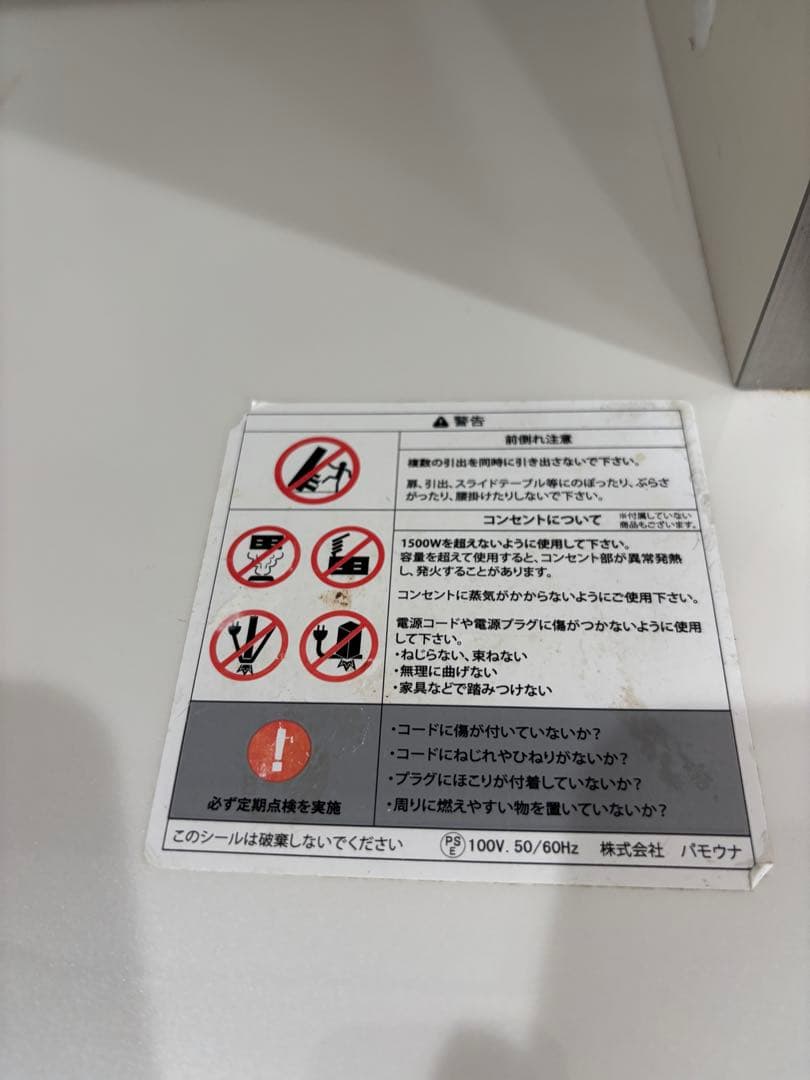 ⚠ 警告
前倒れ注意
複数の引出を同時に引き出さないで下さい。
扉、引出、スライドテーブル等にのぼったり、ぶらさ
がったり、腰掛けたりしないで下さい。
コンセントについて ※付属していない
商品もございます。
1500Wを超えないように使用して下さい。
容量を超えて使用すると、コンセント部が異常発熱
し、発火することがあります。
コンセントに蒸気がかからないようにご使用下さい。
電源コードや電源プラグに傷がつかないように使用
して下さい。
・ねじらない、束ねない
・無理に曲げない
・家具などで踏みつけない
必ず定期点検を実施
・コードに傷が付いていないか?
・コードにねじれやひねりがないか?
・プラグにほこりが付着していないか?
・周りに燃えやすい物を置いていないか?
このシールは破棄しないでください PSE 100V. 50/60Hz 株式会社 パモウナ